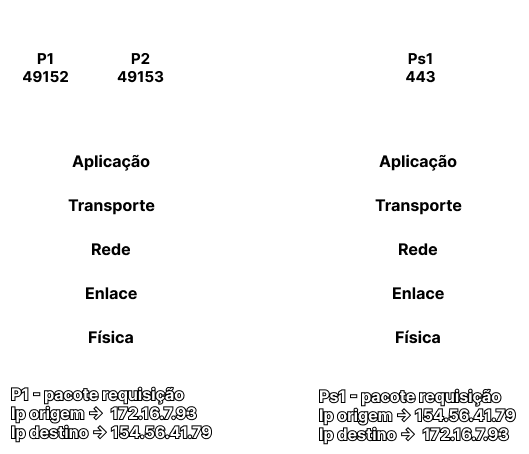 P1
49152
P2
49153
Ps1
443
Aplicação
Transporte
Rede
Enlace
Física
Aplicação
Transporte
Rede
Enlace
Física
P1 - pacote requisição
Ip origem -> 172.16.7.93
Ip destino -> 154.56.41.79
Ps1 - pacote requisição
Ip origem -> 154.56.41.79
Ip destino -> 172.16.7.93